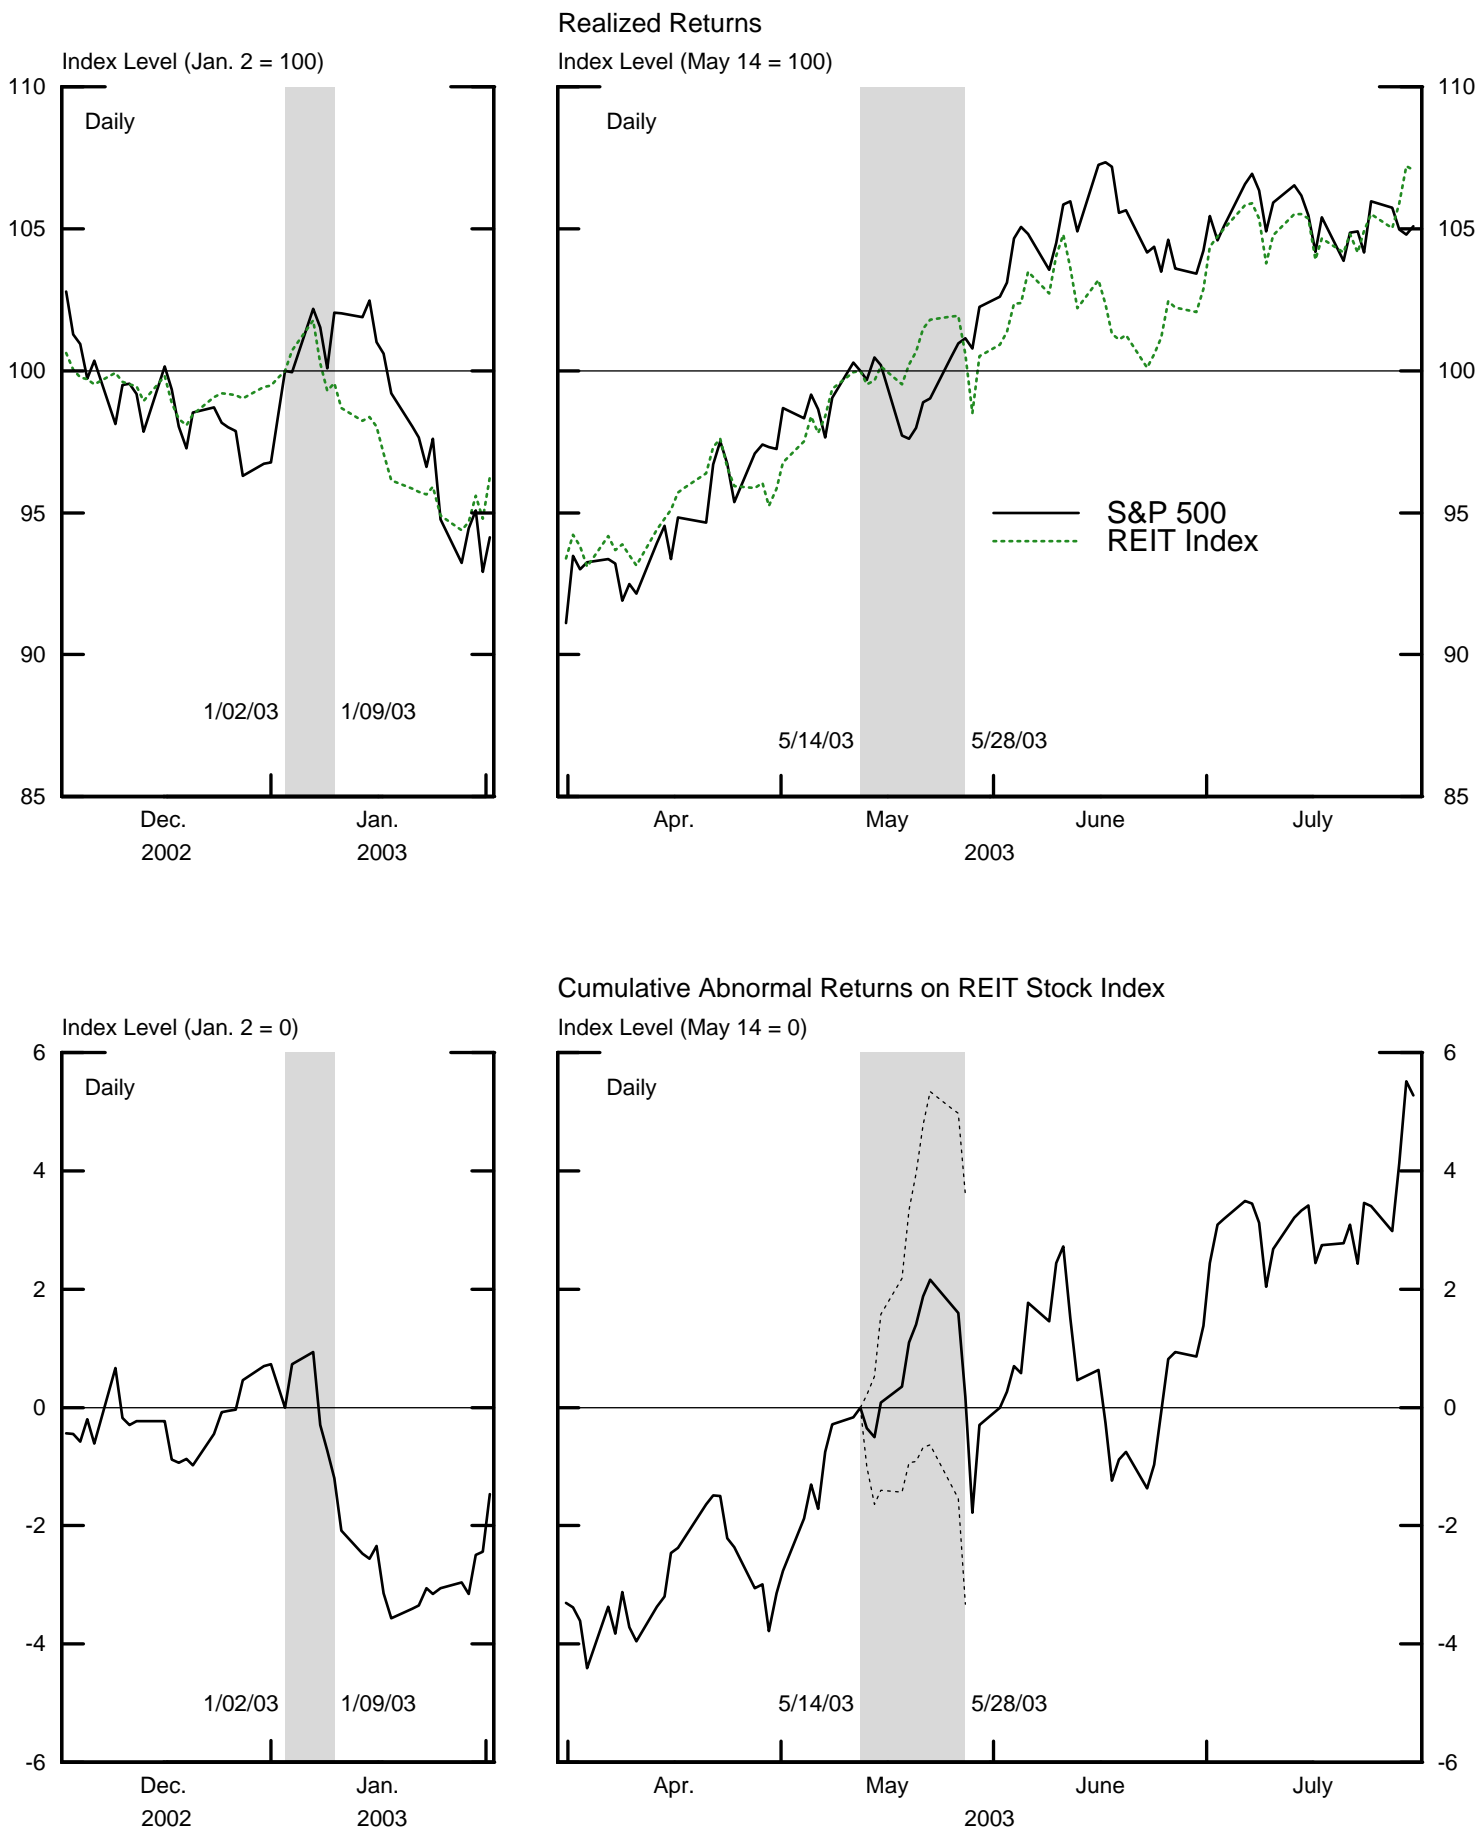 Realized Returns
Index Level (Jan. 2 = 100)
Index Level (May 14 = 100)
110
110
Daily
Daily
105
105
100
100
95
95
S&P 500
REIT Index
90
90
1/02/03
1/09/03
5/14/03
5/28/03
85
85
Dec.
Jan.
Apr.
May
June
July
2002
2003
2003
Cumulative Abnormal Returns on REIT Stock Index
Index Level (Jan. 2 = 0)
Index Level (May 14 = 0)
6
6
Daily
Daily
4
4
2
2
0
0
-2
-2
-4
-4
1/02/03
1/09/03
5/14/03
5/28/03
-6
-6
Dec.
Jan.
Apr.
May
June
July
2002
2003
2003